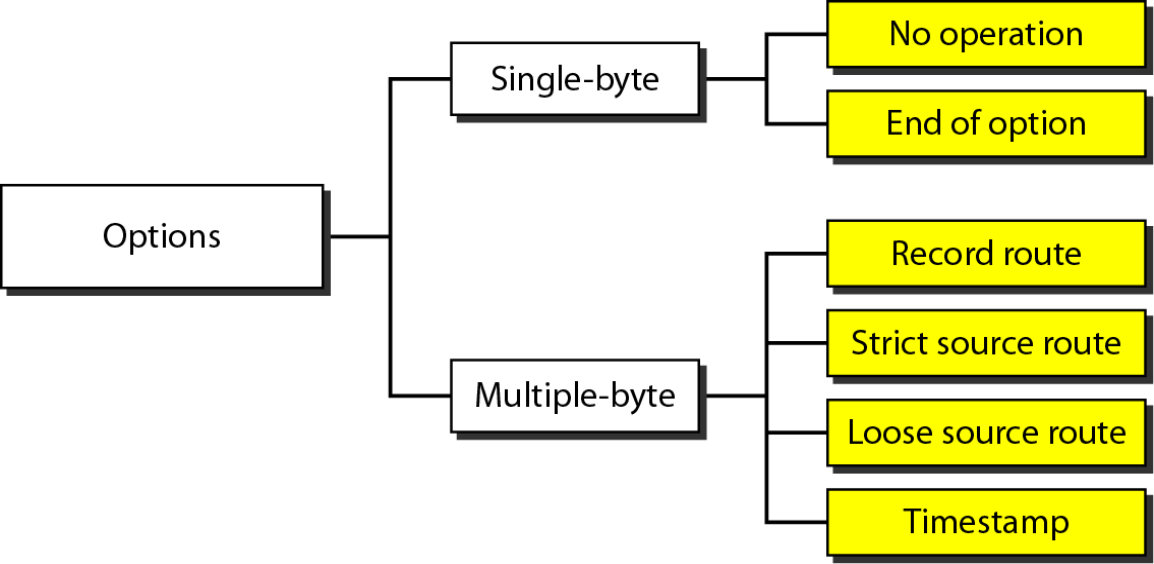 Options
Single-byte
No operation
End of option
Multiple-byte
Record route
Strict source route
Loose source route
Timestamp